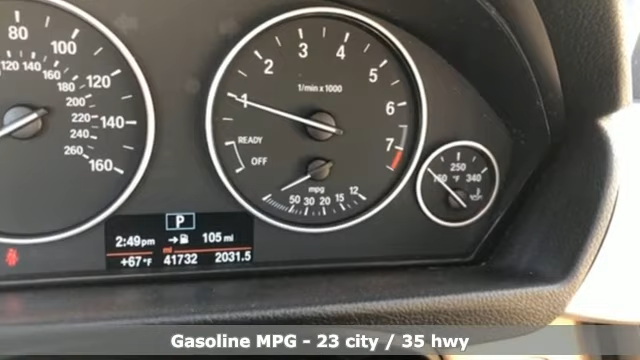 80
100
120
140
160
120 140 160
180
200
220
240
260
1
2
3
4
5
6
7
1/min x 1000
READY
OFF
mpg
50 30 20 15 12
250
°F
340
P
2:49pm
105 mi
mi
+67°F 41732 2031.5
Gasoline MPG - 23 city / 35 hwy